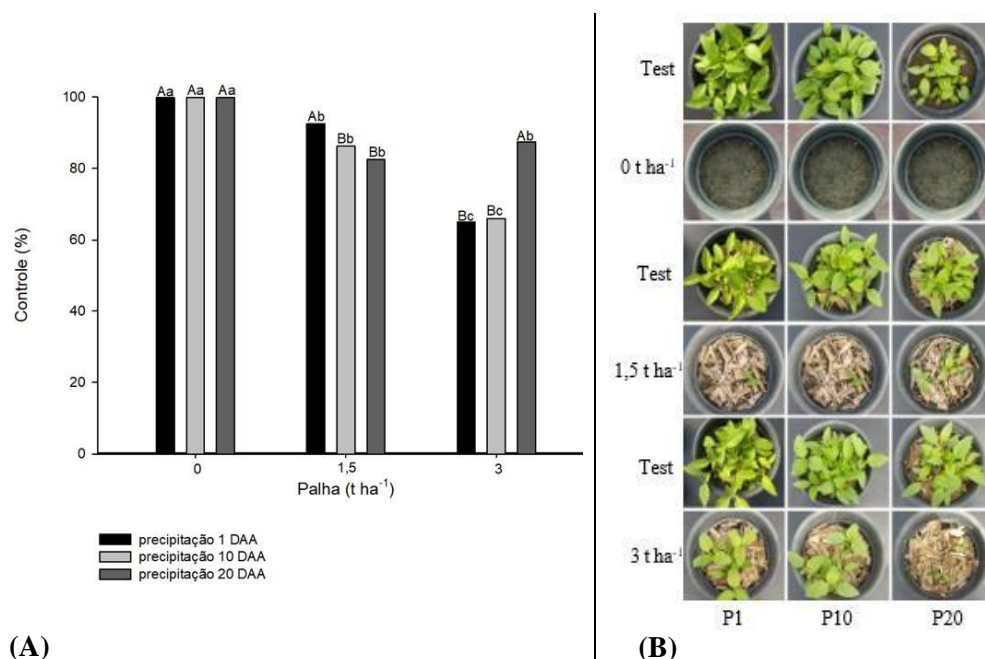 100
80
60
40
20
0
Controle (%)
Aa Aa Aa
Ab
Bb
Bb
Bc
Bc
Ab
0
1,5
3
Palha (t ha⁻¹)
precipitação 1 DAA
precipitação 10 DAA
precipitação 20 DAA
(A)
Test
0 t ha⁻¹
Test
1,5 t ha⁻¹
Test
3 t ha⁻¹
P1 P10 P20
(B)